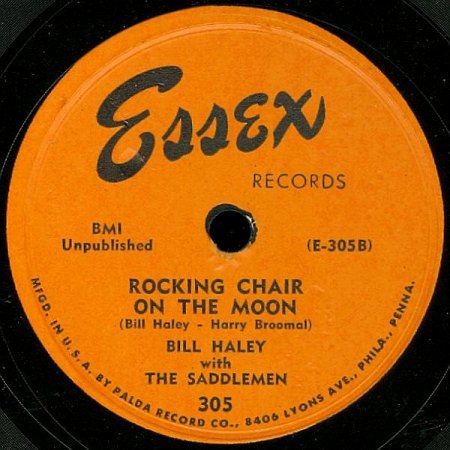 Essex
RECORDS
BMI
Unpublished
(E-305B)
ROCKING CHAIR
ON THE MOON
(Bill Haley - Harry Broomal)
BILL HALEY
with
THE SADDLEMEN
305
MFGD. IN U.S.A. BY PALDA RECORD CO., 8406 LYONS AVE., PHILA., PENNA.